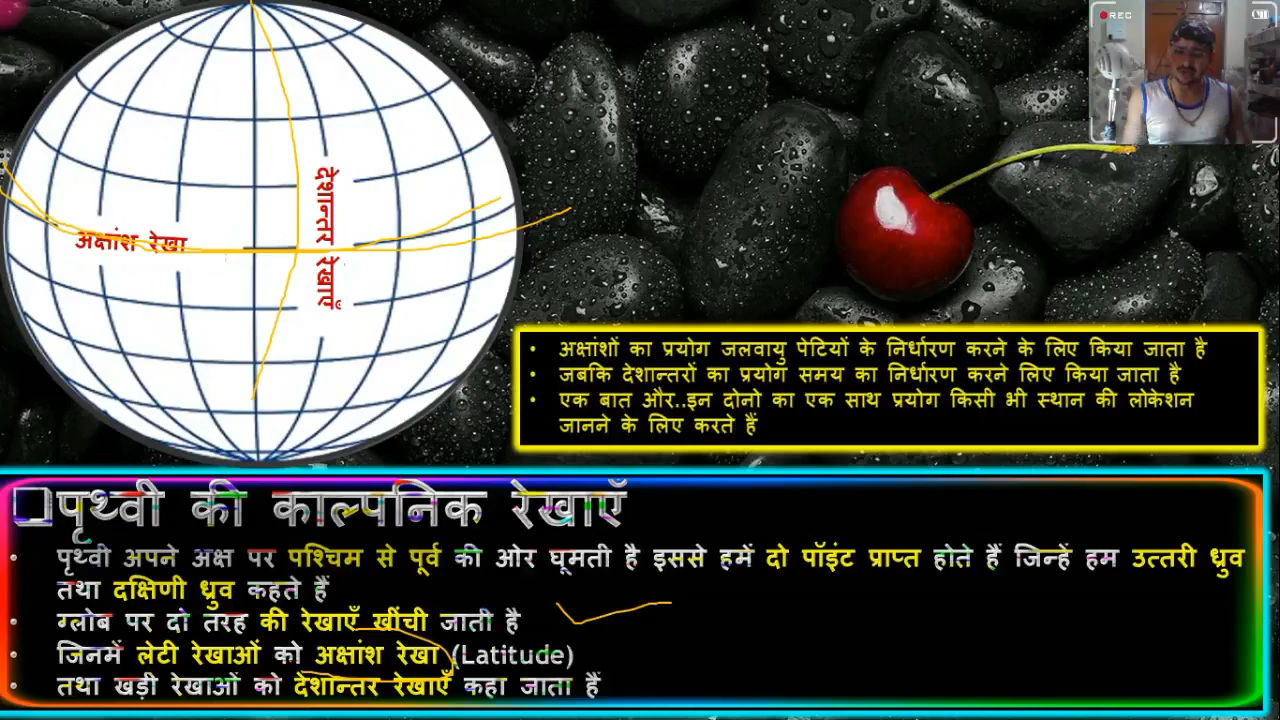 REC
अक्षांश रेखा
देशान्तर रेखाएँ
• अक्षांशों का प्रयोग जलवायु पेटियों के निर्धारण करने के लिए किया जाता है
• जबकि देशान्तरों का प्रयोग समय का निर्धारण करने लिए किया जाता है
• एक बात और..इन दोनो का एक साथ प्रयोग किसी भी स्थान की लोकेशन
जानने के लिए करते हैं
❑पृथ्वी की काल्पनिक रेखाएँ
• पृथ्वी अपने अक्ष पर पश्चिम से पूर्व की ओर घूमती है इससे हमें दो पॉइंट प्राप्त होते हैं जिन्हें हम उत्तरी ध्रुव
तथा दक्षिणी ध्रुव कहते हैं
• ग्लोब पर दो तरह की रेखाएँ खींची जाती है
• जिनमें लेटी रेखाओं को अक्षांश रेखा (Latitude)
• तथा खड़ी रेखाओं को देशान्तर रेखाएँ कहा जाता हैं